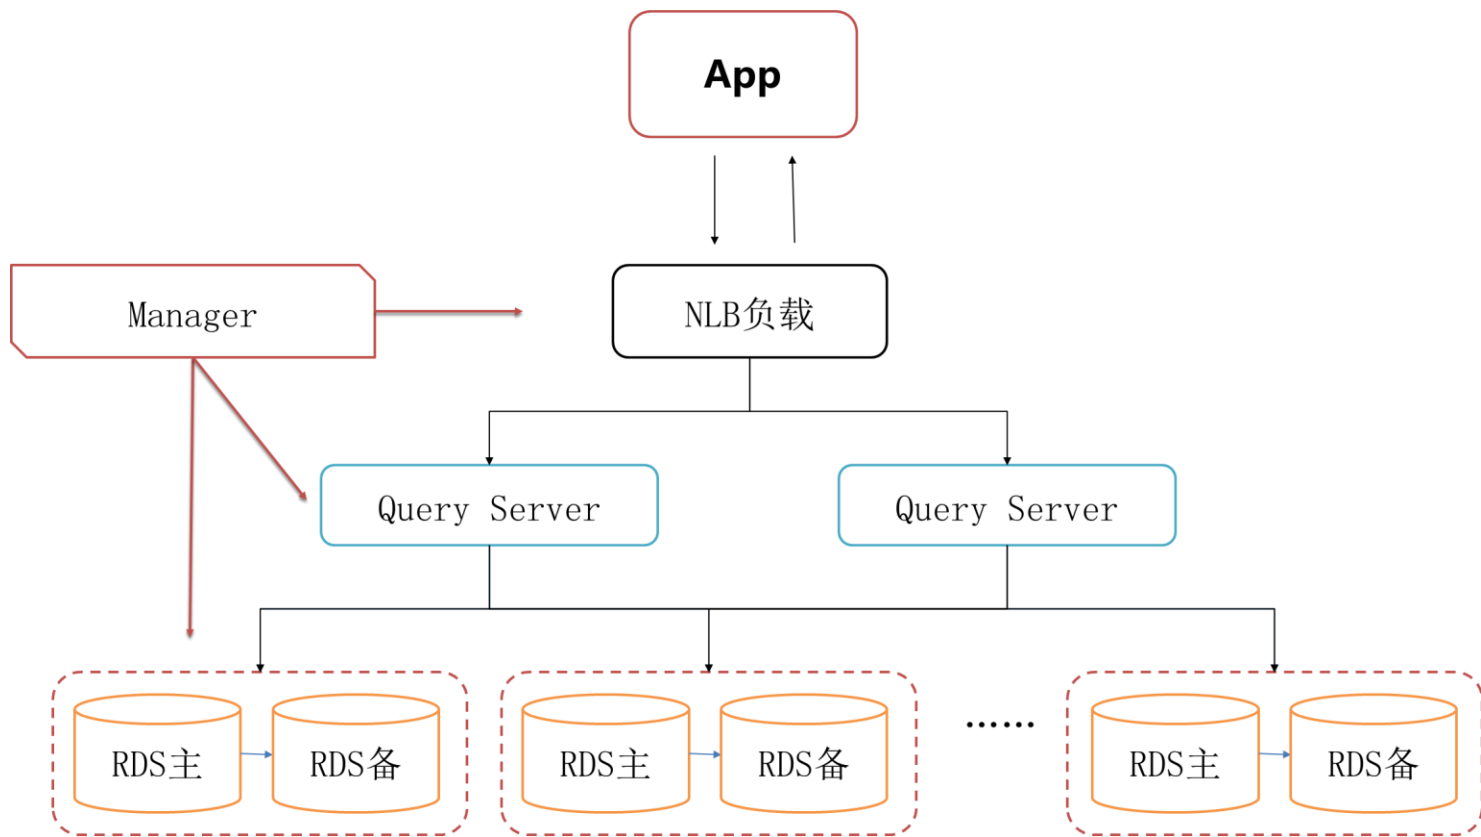 App
Manager
NLB负载
Query Server
Query Server
RDS主
RDS备
RDS主
RDS备
······
RDS主
RDS备